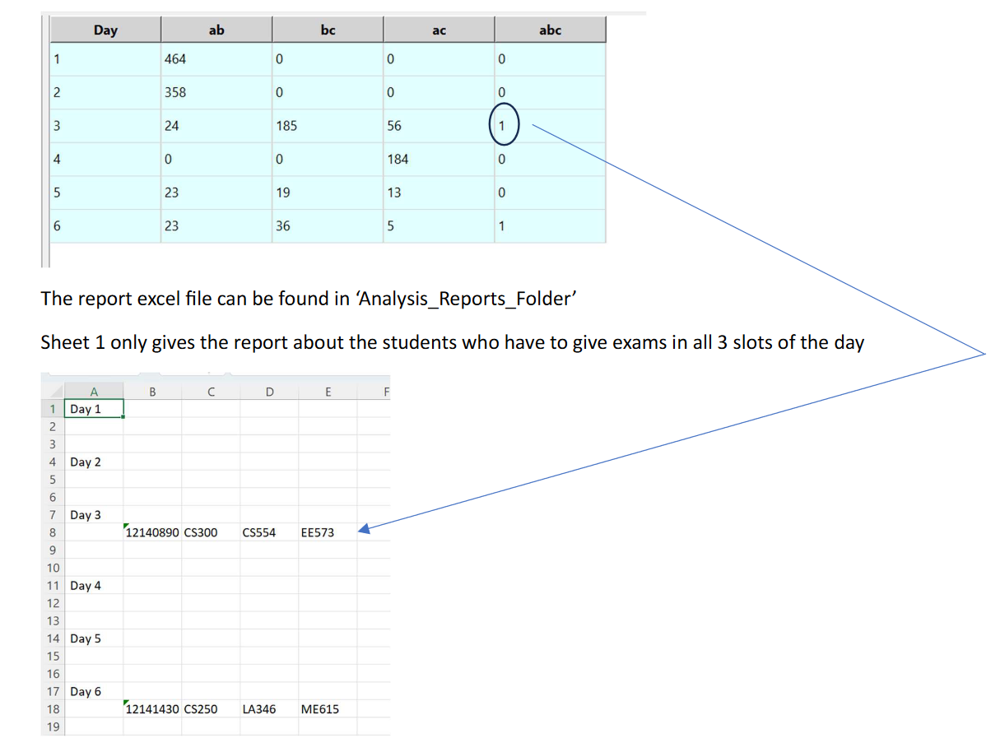 Day ab bc ac abc
1 464 0 0 0
2 358 0 0 0
3 24 185 56 1
4 0 0 184 0
5 23 19 13 0
6 23 36 5 1
The report excel file can be found in ‘Analysis_Reports_Folder’
Sheet 1 only gives the report about the students who have to give exams in all 3 slots of the day
A B C D E F
1 Day 1
2
3
4 Day 2
5
6
7 Day 3
8 12140890 CS300 CS554 EE573
9
10
11 Day 4
12
13
14 Day 5
15
16
17 Day 6
18 12141430 CS250 LA346 ME615
19